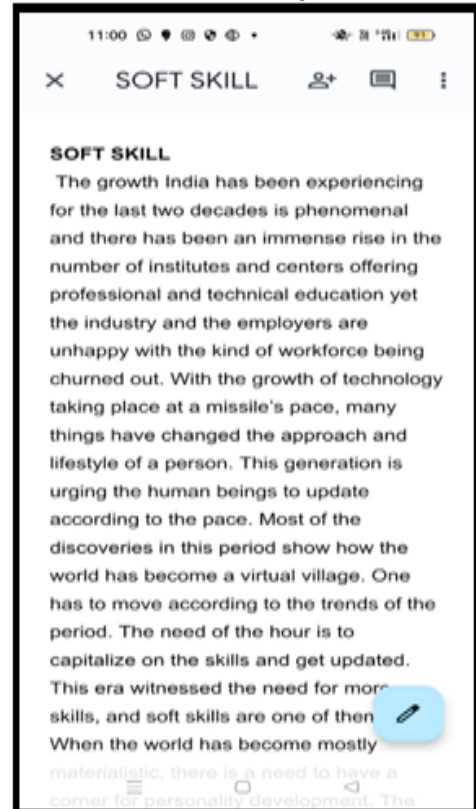 11:00
SOFT SKILL
SOFT SKILL
The growth India has been experiencing
for the last two decades is phenomenal
and there has been an immense rise in the
number of institutes and centers offering
professional and technical education yet
the industry and the employers are
unhappy with the kind of workforce being
churned out. With the growth of technology
taking place at a missile's pace, many
things have changed the approach and
lifestyle of a person. This generation is
urging the human beings to update
according to the pace. Most of the
discoveries in this period show how the
world has become a virtual village. One
has to move according to the trends of the
period. The need of the hour is to
capitalize on the skills and get updated.
This era witnessed the need for more
skills, and soft skills are one of them
When the world has become mostly
materialistic, there is a need to have a
corner for personality development. The